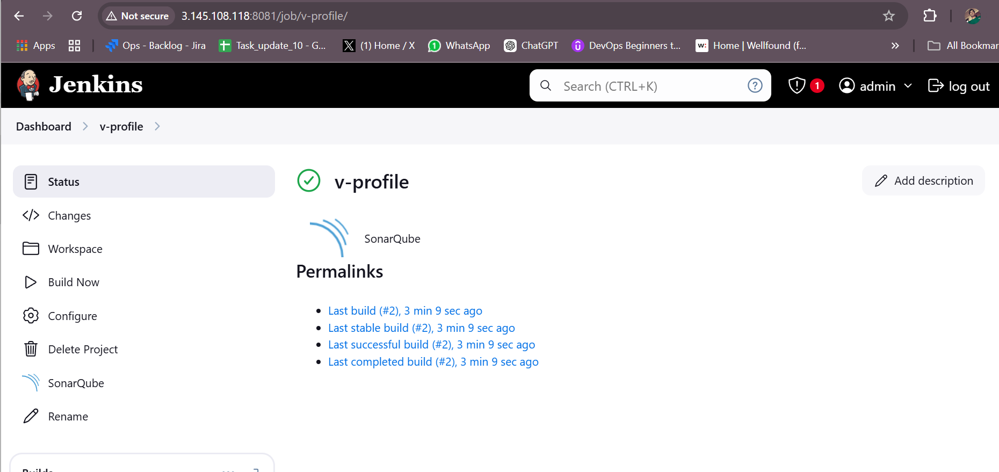 Not secure 3.145.108.118:8081/job/v-profile/
Apps Ops - Backlog - Jira Task_update_10 - G... X (1) Home / X 1 WhatsApp ChatGPT u DevOps Beginners t... w: Home | Wellfound (f... » All Bookmar
Jenkins Search (CTRL+K) ? 1 admin log out
Dashboard v-profile
Status
Changes
Workspace
Build Now
Configure
Delete Project
SonarQube
Rename
Builds
v-profile Add description
SonarQube
Permalinks
Last build (#2), 3 min 9 sec ago
Last stable build (#2), 3 min 9 sec ago
Last successful build (#2), 3 min 9 sec ago
Last completed build (#2), 3 min 9 sec ago